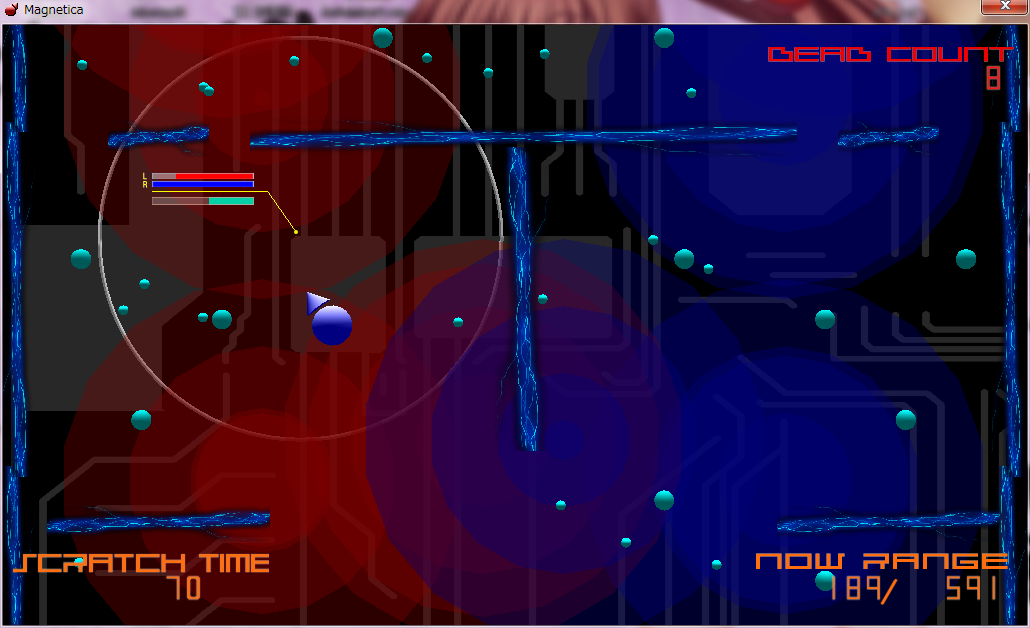 Magnetica
DEAD COUNT
8
L
R
SCRATCH TIME
70
NOW RANGE
189/ 591